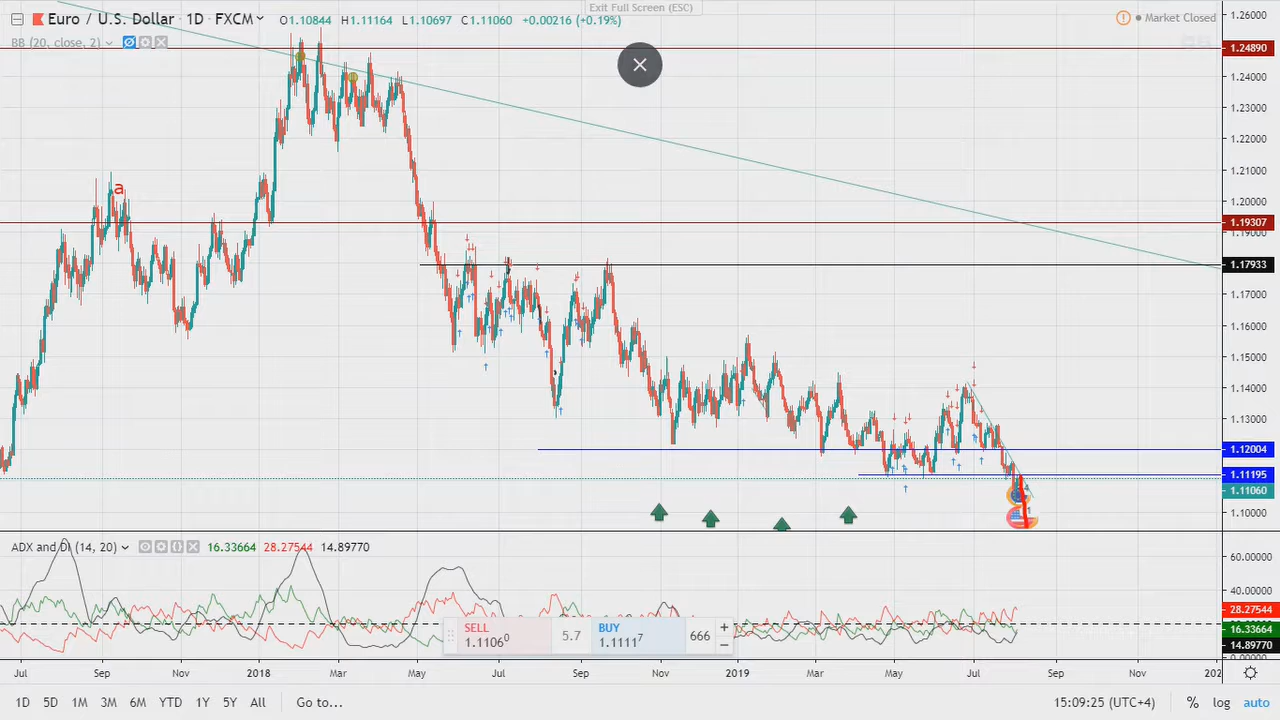 Exit Full Screen (ESC)
Euro / U.S. Dollar · 1D · FXCM O1.10844 H1.11164 L1.10697 C1.11060 +0.00216 (+0.19%)
Market Closed
BB (20, close, 2)
1.26000
1.24890
1.24000
1.23000
1.22000
1.21000
a
1.20000
1.19307
1.19000
1.17933
1.17000
1.16000
1.15000
1.14000
1.13000
1.12004
1.11195
1.11060
1.10000
ADX and DI (14, 20) 16.33664 28.27544 14.89770
60.00000
40.00000
28.27544
16.33664
14.89770
0.00000
SELL
1.1106⁰
5.7
BUY
1.1111⁷
666
Jul Sep Nov 2018 Mar May Jul Sep Nov 2019 Mar May Jul Sep Nov 202
1D 5D 1M 3M 6M YTD 1Y 5Y All Go to... 15:09:25 (UTC+4) % log auto